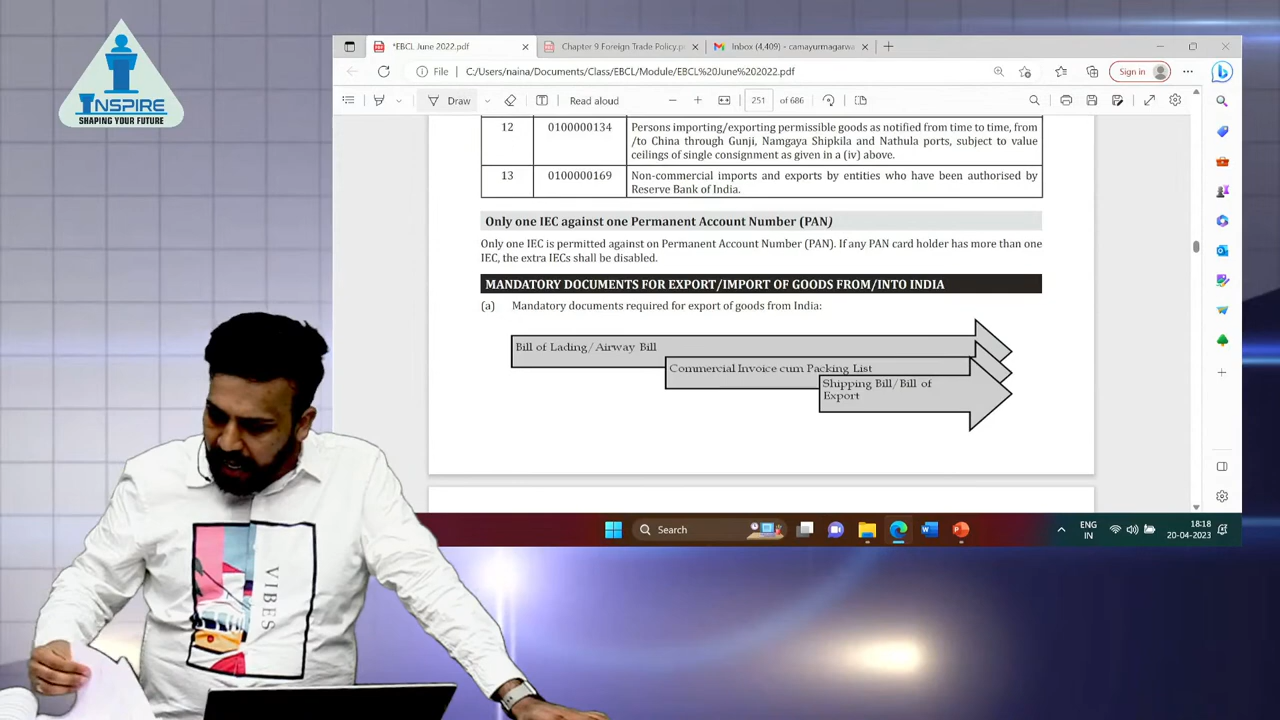 INSPIRE
SHAPING YOUR FUTURE
*EBCL June 2022.pdf
Chapter 9 Foreign Trade Policy.p
Inbox (4,409) - camayurmagarwa
File C:/Users/naina/Documents/Class/EBCL/Module/EBCL%20June%202022.pdf
Sign in
Draw
Read aloud
251 of 686
12 0100000134 Persons importing/exporting permissible goods as notified from time to time, from
/to China through Gunji, Namgaya Shipkila and Nathula ports, subject to value
ceilings of single consignment as given in a (iv) above.
13 0100000169 Non-commercial imports and exports by entities who have been authorised by
Reserve Bank of India.
Only one IEC against one Permanent Account Number (PAN)
Only one IEC is permitted against on Permanent Account Number (PAN). If any PAN card holder has more than one
IEC, the extra IECs shall be disabled.
MANDATORY DOCUMENTS FOR EXPORT/IMPORT OF GOODS FROM/INTO INDIA
(a) Mandatory documents required for export of goods from India:
Bill of Lading/Airway Bill
Commercial Invoice cum Packing List
Shipping Bill/Bill of
Export
VIBES
Search
ENG
IN
18:18
20-04-2023